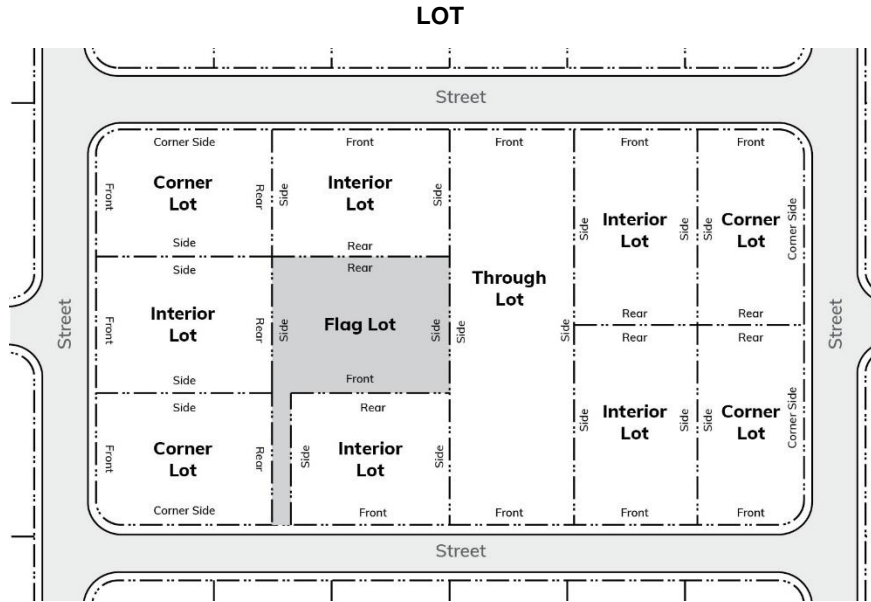 LOT
Street
Corner Side
Front
Front
Front
Front
Front
Corner
Lot
Rear
Side
Interior
Lot
Side
Side
Rear
Through
Lot
Side
Side
Side
Interior
Lot
Side
Side
Corner
Lot
Corner Side
Rear
Rear
Street
Side
Front
Interior
Lot
Rear
Side
Rear
Flag Lot
Side
Front
Street
Rear
Rear
Side
Front
Corner
Lot
Rear
Corner Side
Rear
Side
Interior
Lot
Side
Front
Front
Side
Interior
Lot
Side
Front
Side
Corner
Lot
Corner Side
Front
Street